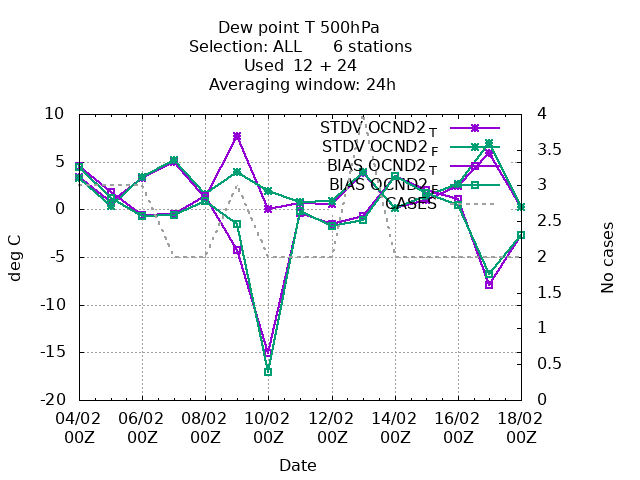 Dew point T 500hPa
Selection: ALL      6 stations
Used  12 + 24
Averaging window: 24h
10
5
0
-5
-10
-15
-20
4
3.5
3
2.5
2
1.5
1
0.5
0
deg C
No cases
STDV OCND2 T
STDV OCND2 F
BIAS OCND2 T
BIAS OCND2 F
CASES
04/02 06/02 08/02 10/02 12/02 14/02 16/02 18/02
00Z 00Z 00Z 00Z 00Z 00Z 00Z 00Z
Date